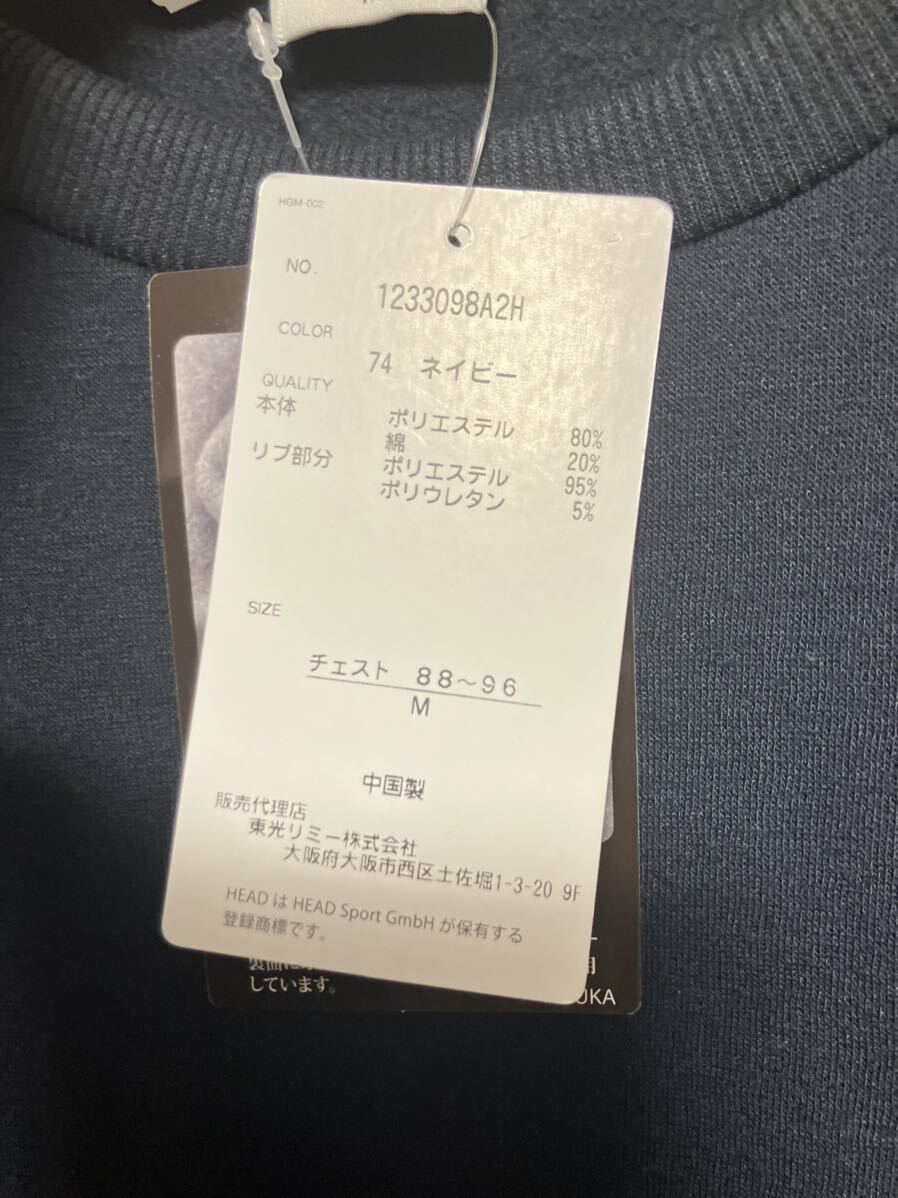 HGM-002
NO.
1233098A2H
COLOR
74 ネイビー
QUALITY
本体 ポリエステル 80%
綿 20%
リブ部分 ポリエステル 95%
ポリウレタン 5%
SIZE
チェスト 88～96
M
中国製
販売代理店
東光リミー株式会社
大阪府大阪市西区土佐堀1-3-20 9F
HEAD は HEAD Sport GmbH が保有する
登録商標です。
しています。